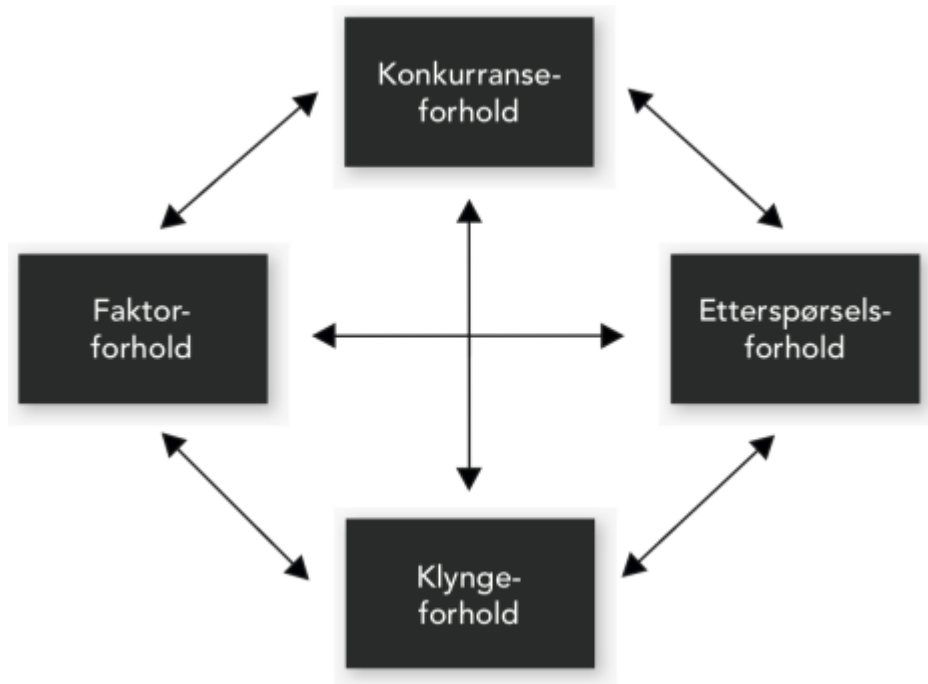 Konkurranse-
forhold
Faktor-
forhold
Etterspørsels-
forhold
Klynge-
forhold